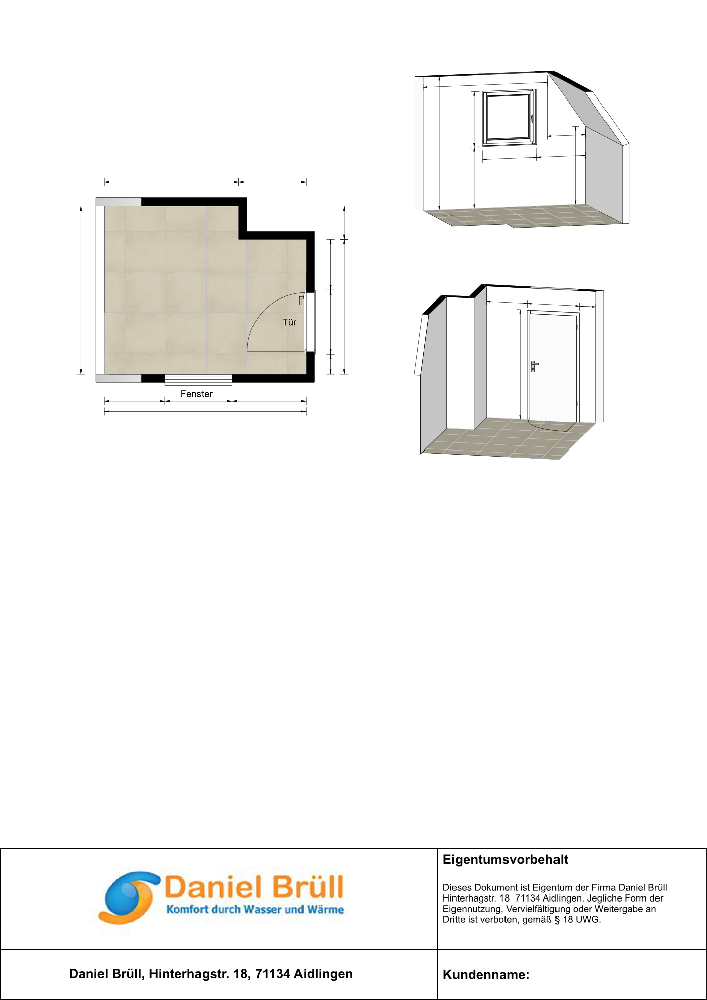 Tür
Fenster
Daniel Brüll
Komfort durch Wasser und Wärme
Eigentumsvorbehalt
Dieses Dokument ist Eigentum der Firma Daniel Brüll
Hinterhagstr. 18  71134 Aidlingen. Jegliche Form der
Eigennutzung, Vervielfältigung oder Weitergabe an
Dritte ist verboten, gemäß § 18 UWG.
Daniel Brüll, Hinterhagstr. 18, 71134 Aidlingen
Kundenname: